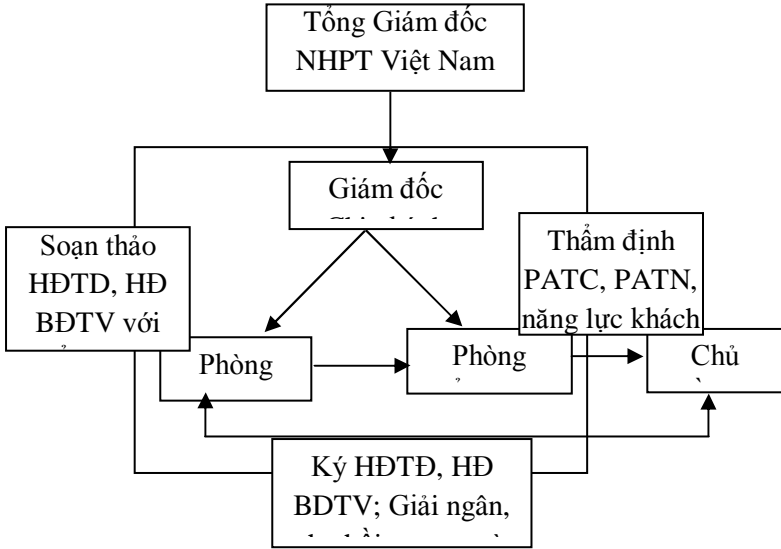 Tổng Giám đốc
NHPT Việt Nam
Giám đốc
Soạn thảo
HĐTD, HĐ
BĐTV với
Thẩm định
PATC, PATN,
năng lực khách
Phòng
Phòng
Chủ
Ký HĐTĐ, HĐ
BDTV; Giải ngân,